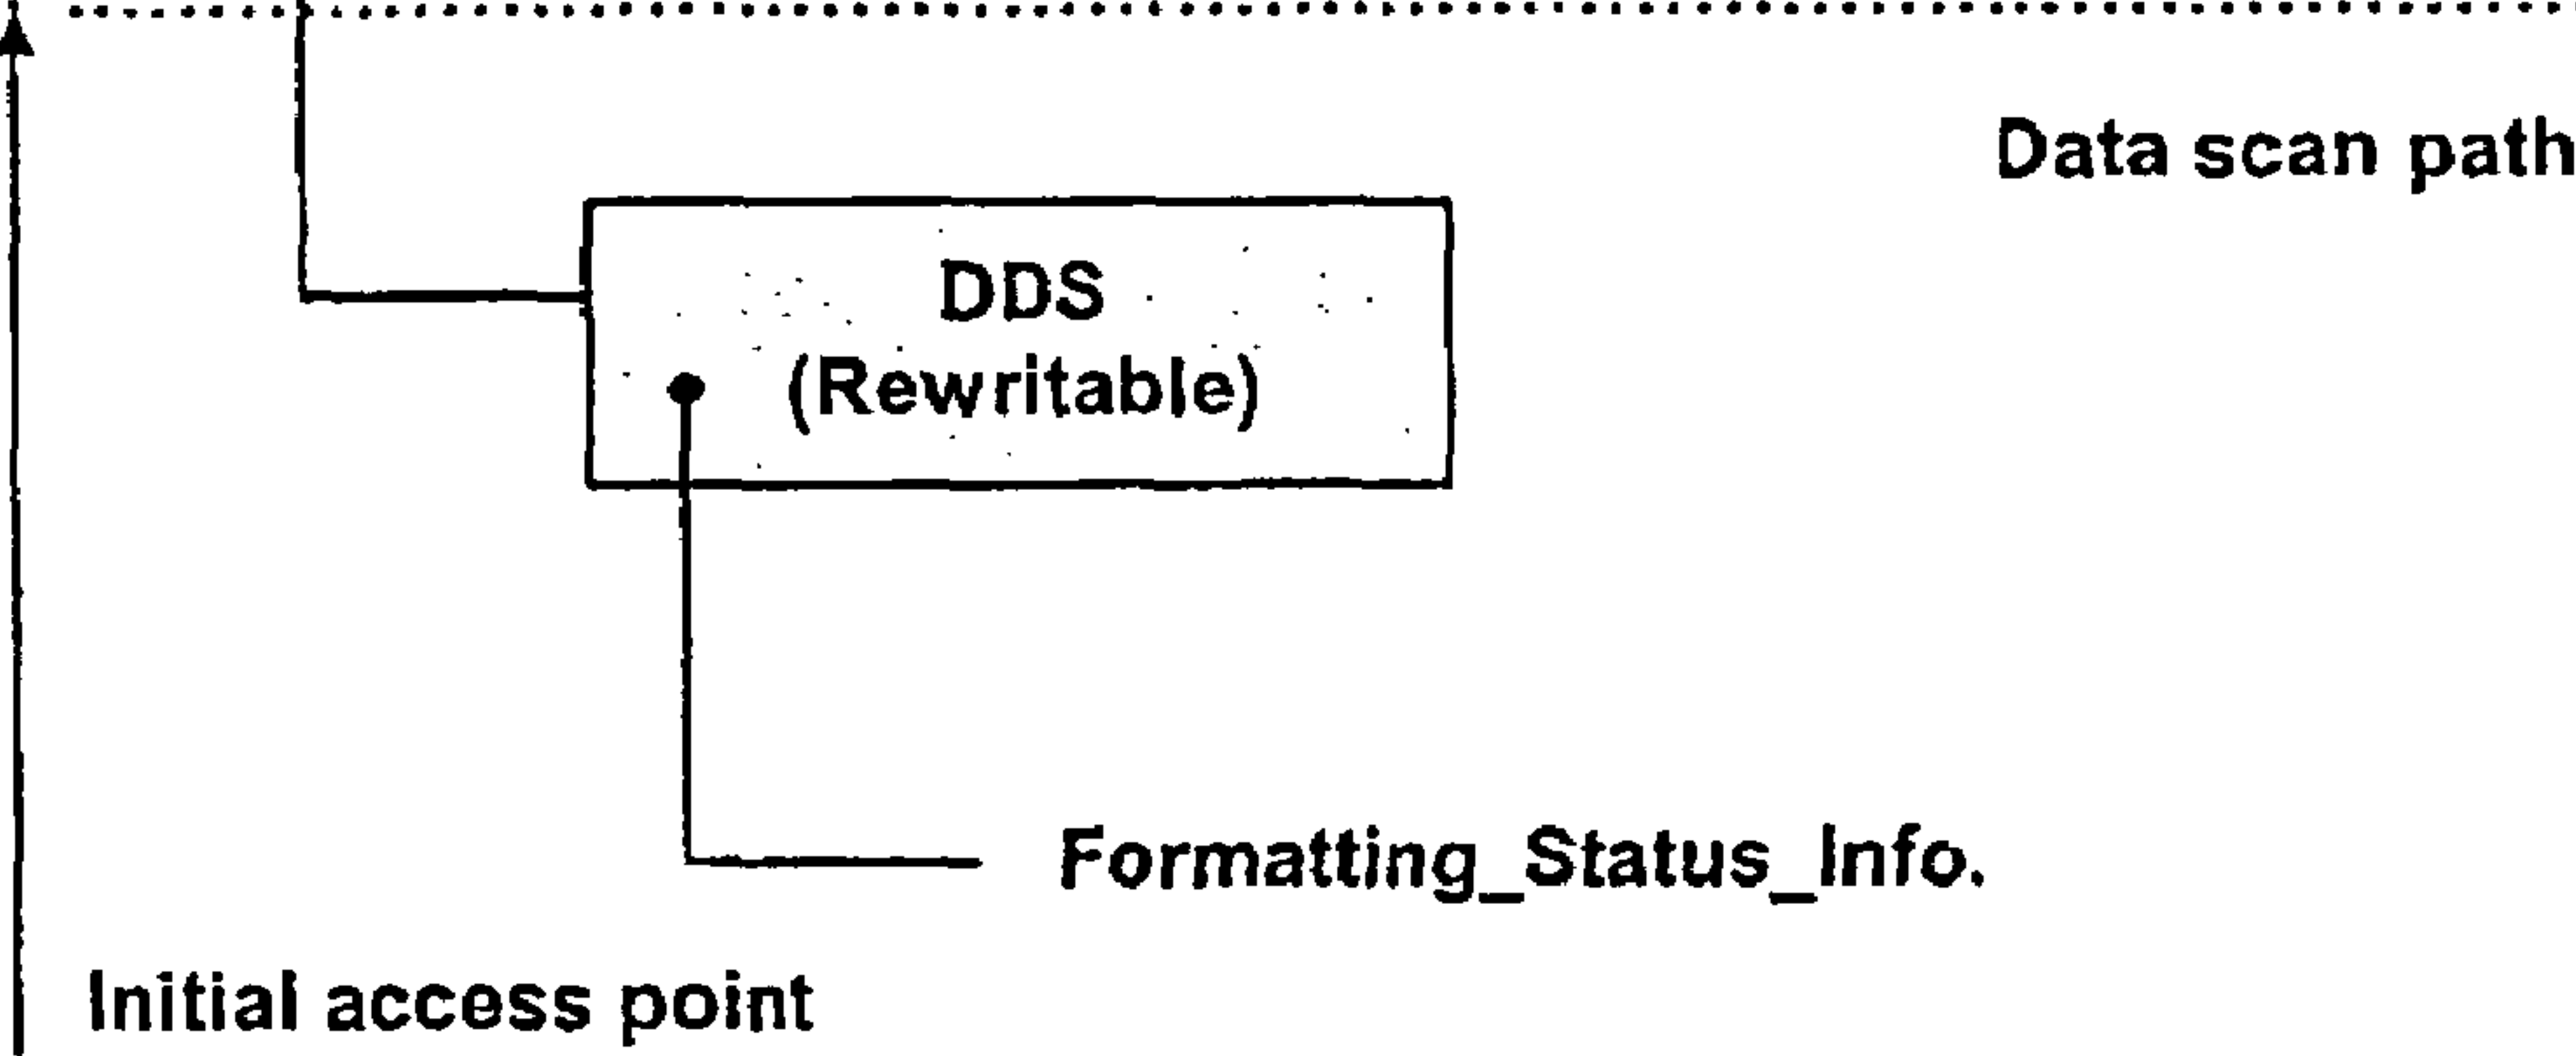 Data scan path
DDS
(Rewritable)
Formatting_Status_Info.
Initial access point